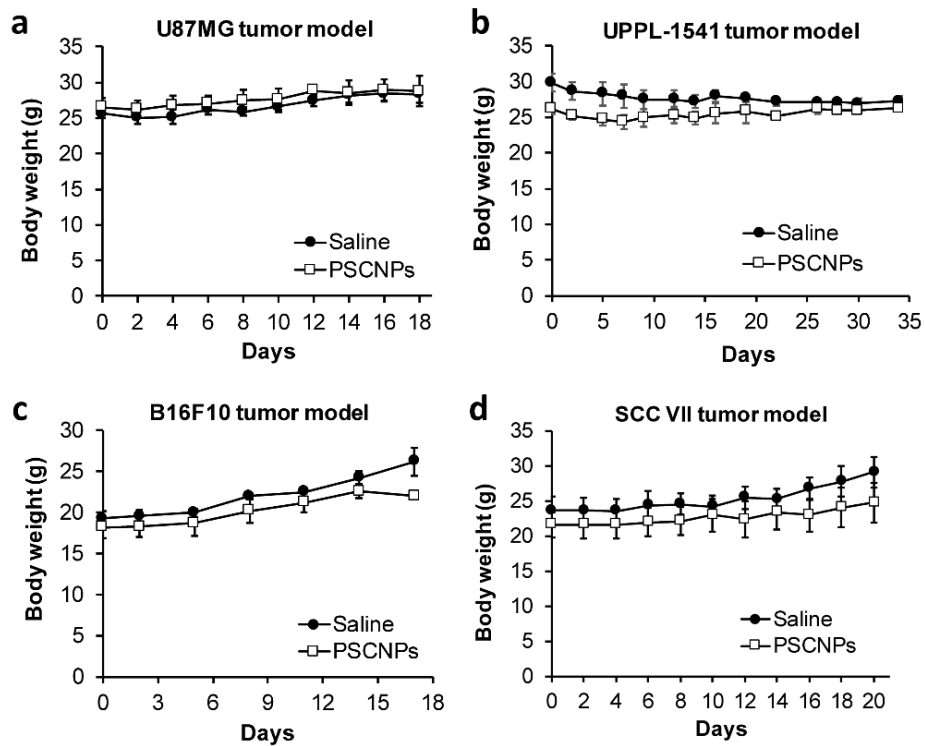 a
U87MG tumor model
35
30
25
20
15
10
5
0
Body weight (g)
Saline
PSCNPs
0 2 4 6 8 10 12 14 16 18
Days
b
UPPL-1541 tumor model
35
30
25
20
15
10
5
0
Body weight (g)
Saline
PSCNPs
0 5 10 15 20 25 30 35
Days
c
B16F10 tumor model
30
25
20
15
10
5
0
Body weight (g)
Saline
PSCNPs
0 3 6 9 12 15 18
Days
d
SCC VII tumor model
35
30
25
20
15
10
5
0
Body weight (g)
Saline
PSCNPs
0 2 4 6 8 10 12 14 16 18 20
Days